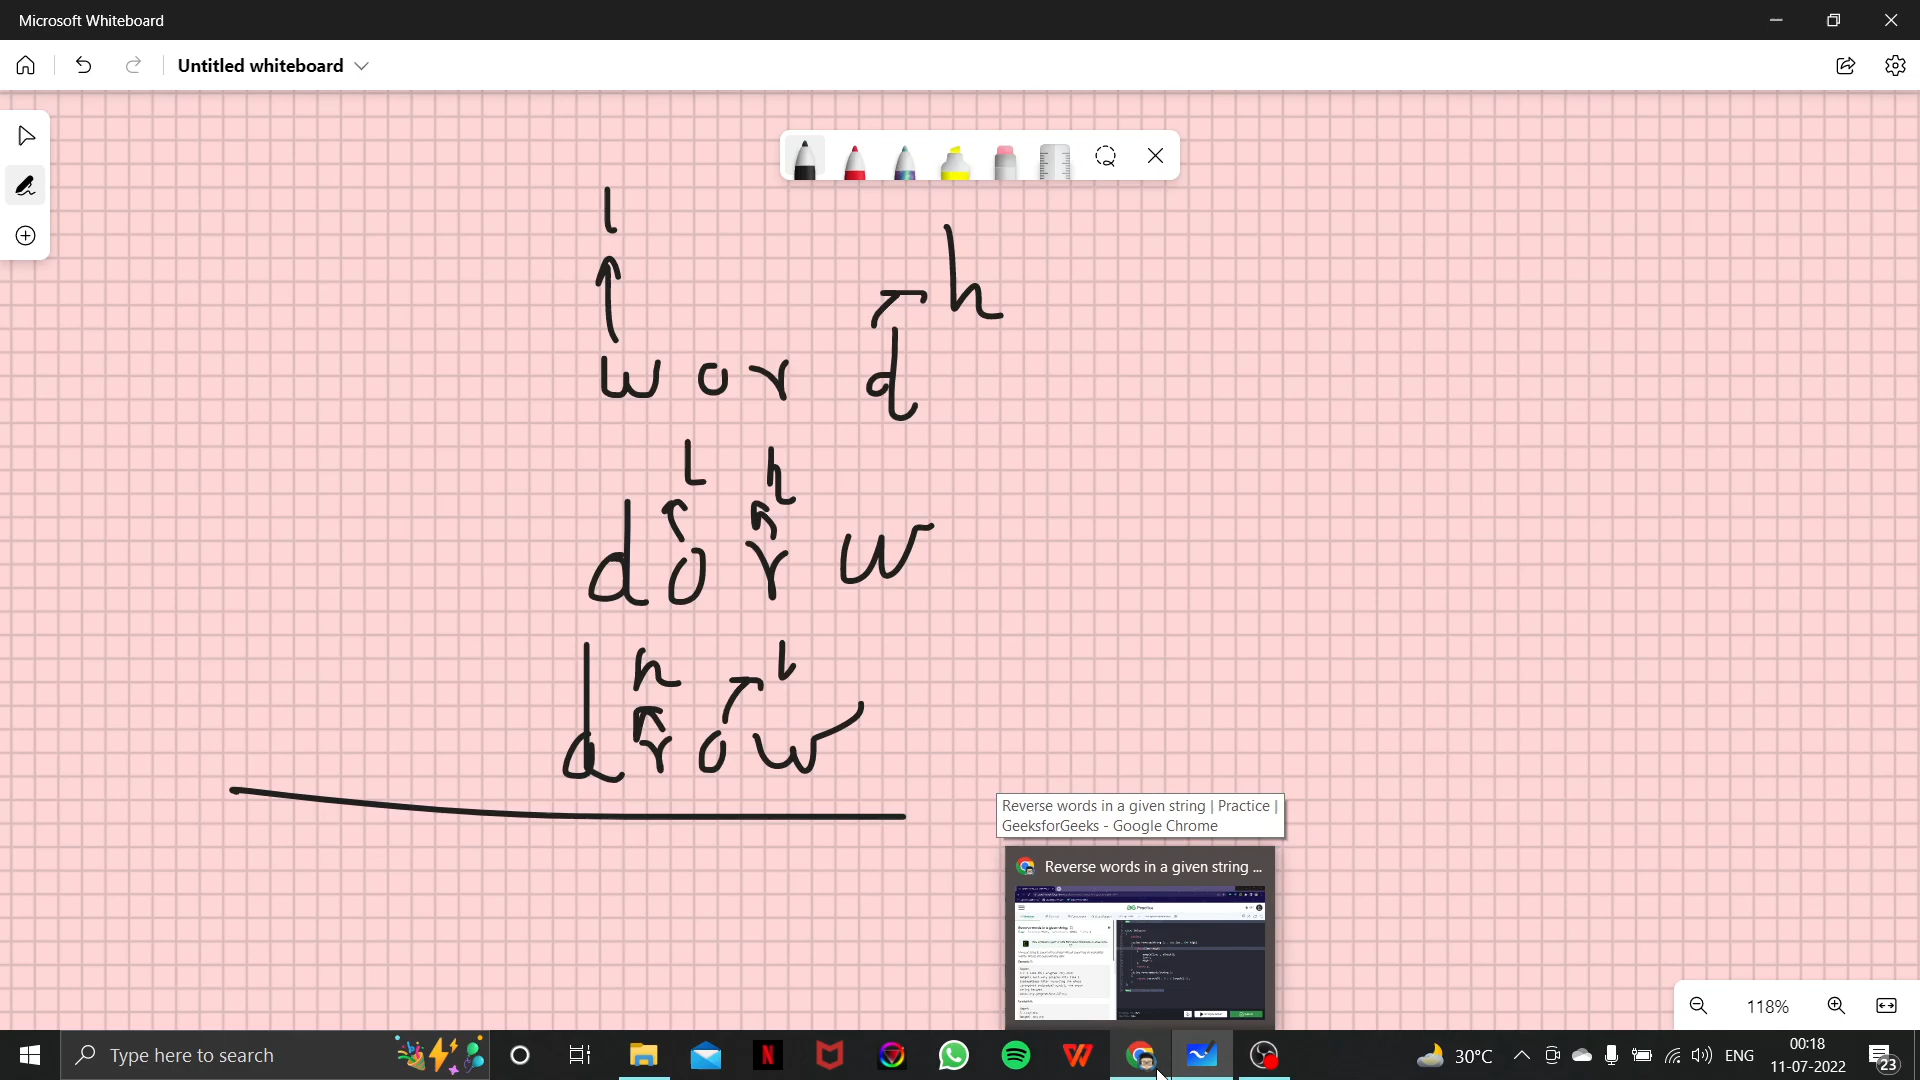 Microsoft Whiteboard
Untitled whiteboard
l
h
w o r d
l h
d o r w
h l
d r o w
Reverse words in a given string | Practice |
GeeksforGeeks - Google Chrome
Reverse words in a given string ...
118%
Type here to search
30°C
ENG
00:18
11-07-2022
23